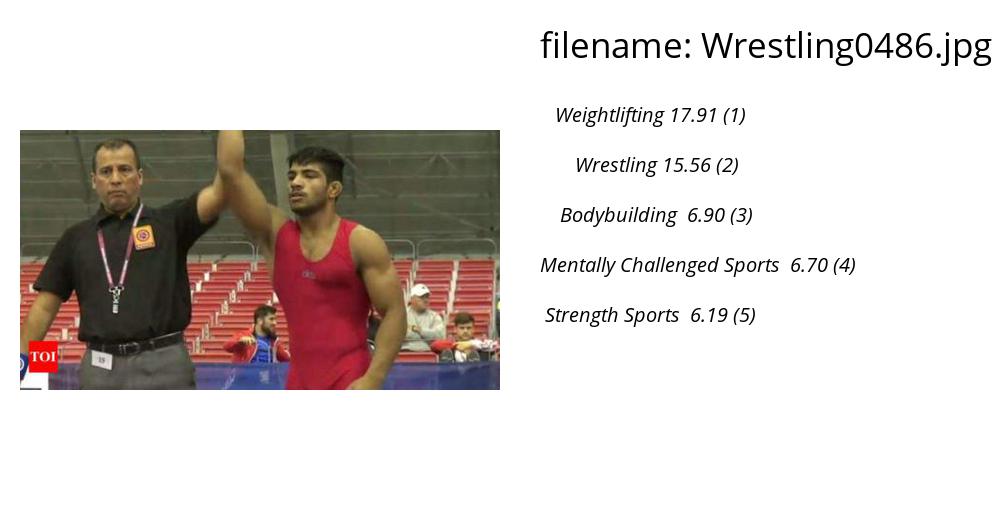 filename: Wrestling0486.jpg
Weightlifting 17.91 (1)
Wrestling 15.56 (2)
Bodybuilding 6.90 (3)
Mentally Challenged Sports 6.70 (4)
Strength Sports 6.19 (5)
TOI